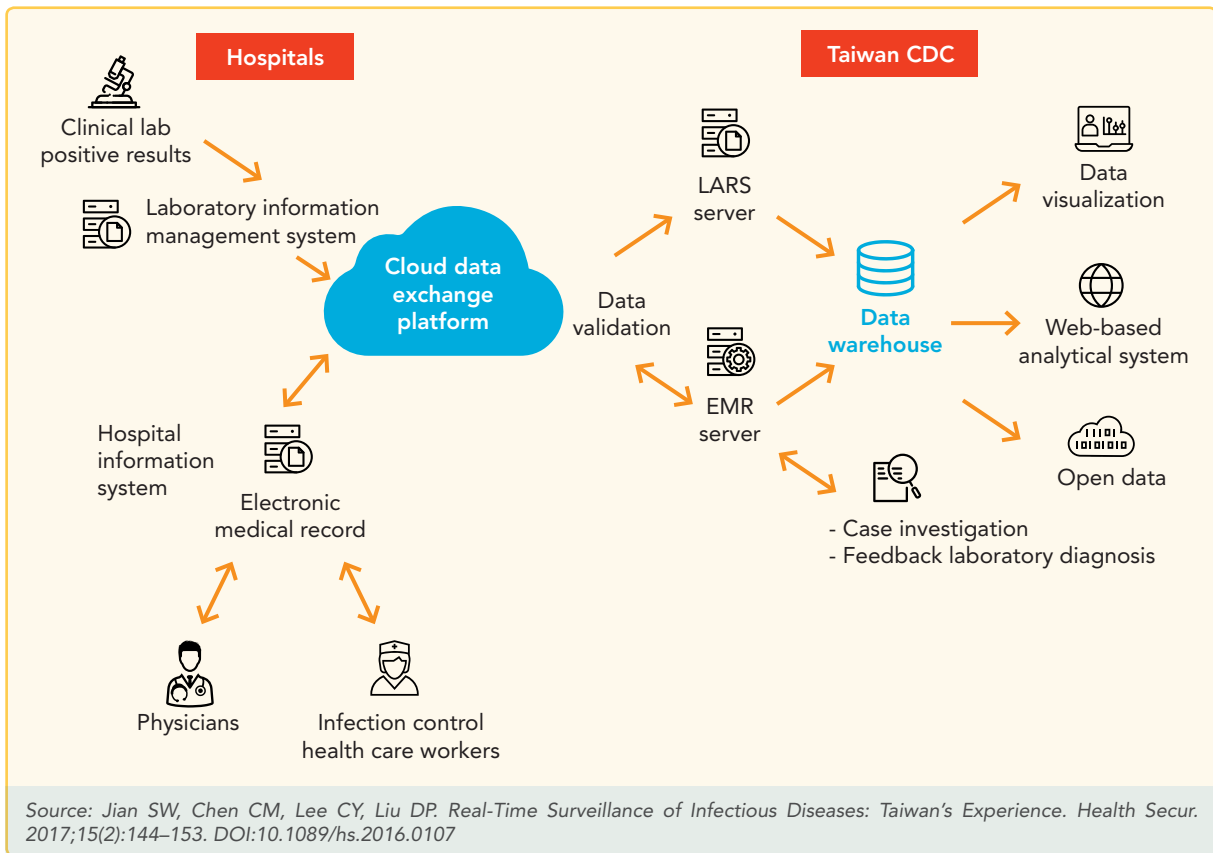 Hospitals
Taiwan CDC
Clinical lab
positive results
Laboratory information
management system
Cloud data
exchange
platform
Data
validation
LARS
server
EMR
server
Data
warehouse
Data
visualization
Web-based
analytical system
11101
1010101
Open data
- Case investigation
- Feedback laboratory diagnosis
Hospital
information
system
Electronic
medical record
Physicians
Infection control
health care workers
Source: Jian SW, Chen CM, Lee CY, Liu DP. Real-Time Surveillance of Infectious Diseases: Taiwan's Experience. Health Secur.
2017;15(2):144–153. DOI:10.1089/hs.2016.0107